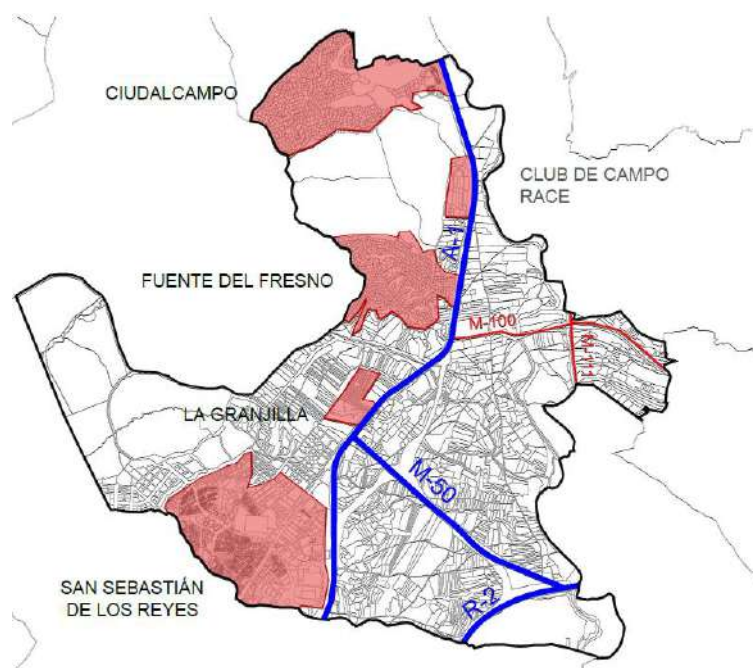 CIUDALCAMPO
CLUB DE CAMPO
RACE
A-1
FUENTE DEL FRESNO
M-100
M-111
LA GRANJILLA
M-50
SAN SEBASTIÁN
DE LOS REYES
R-2